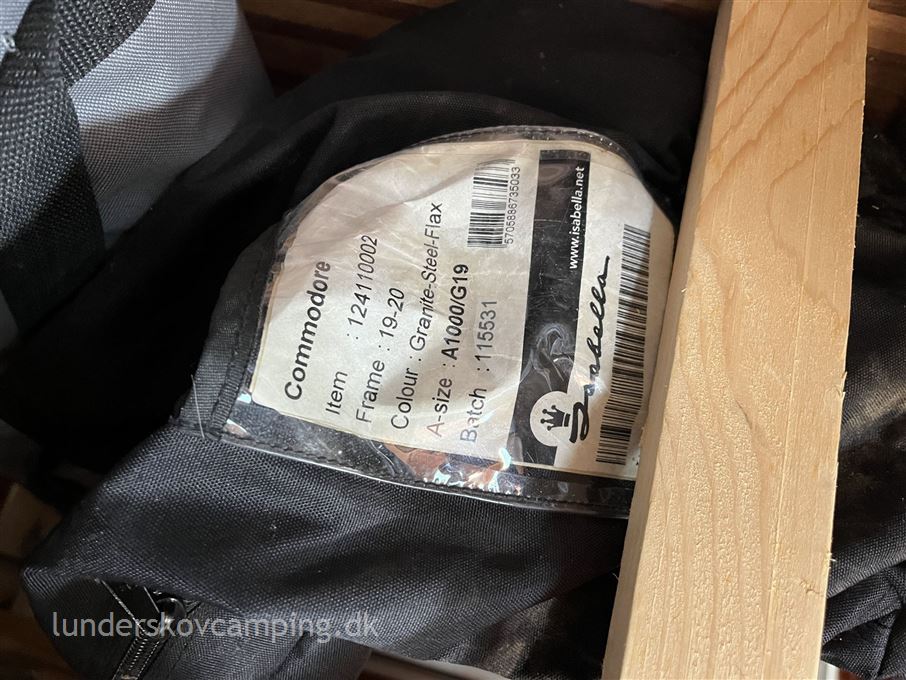 Commodore
Item : 124110002
Frame : 19-20
Colour : Granite-Steel-Flax
A-size : A1000/G19
Batch : 115531
5705886735033
www.isabella.net
Isabella
lunderskovcamping.dk